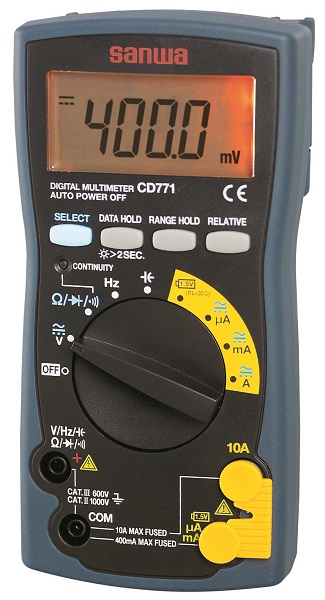 sanwa
400.0 mV
DIGITAL MULTIMETER CD771
AUTO POWER OFF
CE
SELECT DATA HOLD RANGE HOLD RELATIVE
>2SEC.
CONTINUITY
Hz
1.5V
Ω/
µA
V
mA
OFF
A
V/Hz/
Ω/
10A
+
CAT.III 600V
CAT.II 1000V
COM
1.5V
10A MAX FUSED
µA
400mA MAX FUSED
mA